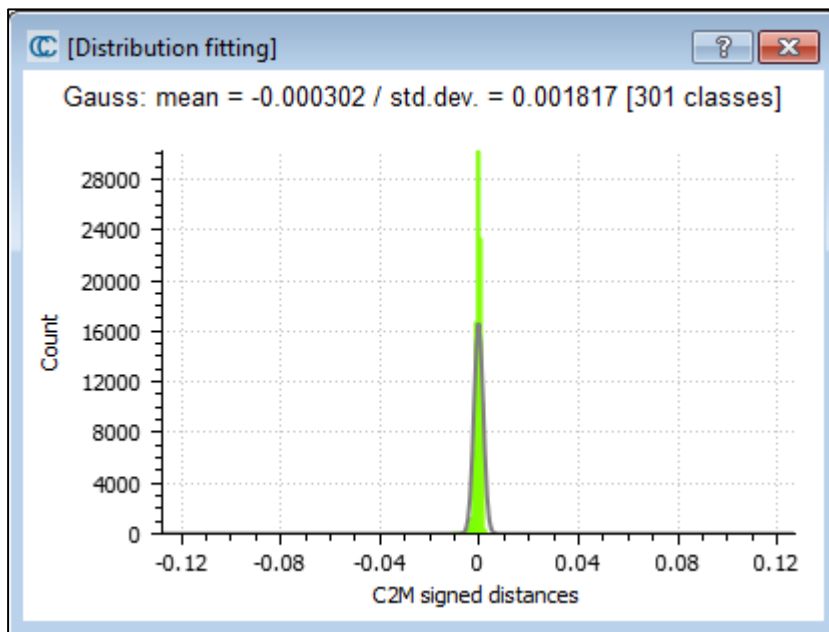 [Distribution fitting]
Gauss: mean = -0.000302 / std.dev. = 0.001817 [301 classes]
28000
24000
20000
16000
12000
8000
4000
0
Count
-0.12 -0.08 -0.04 0 0.04 0.08 0.12
C2M signed distances